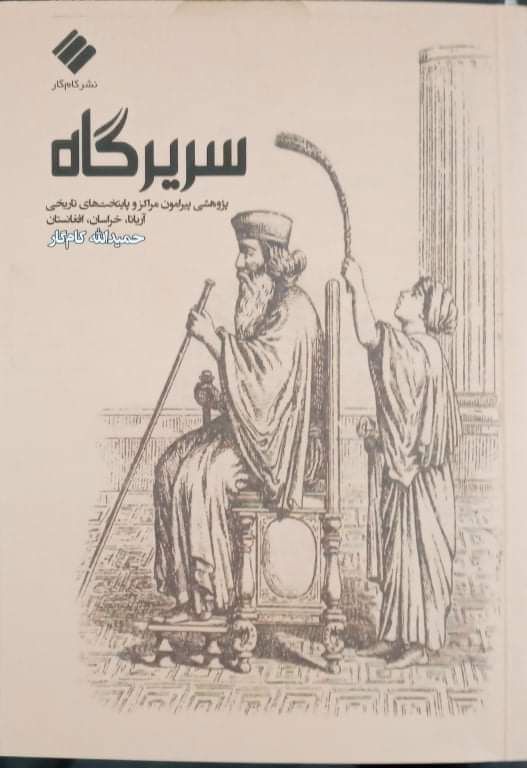 نشر کام‌گار
سریرگاه
پژوهشی پیرامون مراکز و پایتخت‌های تاریخی
آریانا، خراسان، افغانستان
حمیدالله کام‌گار